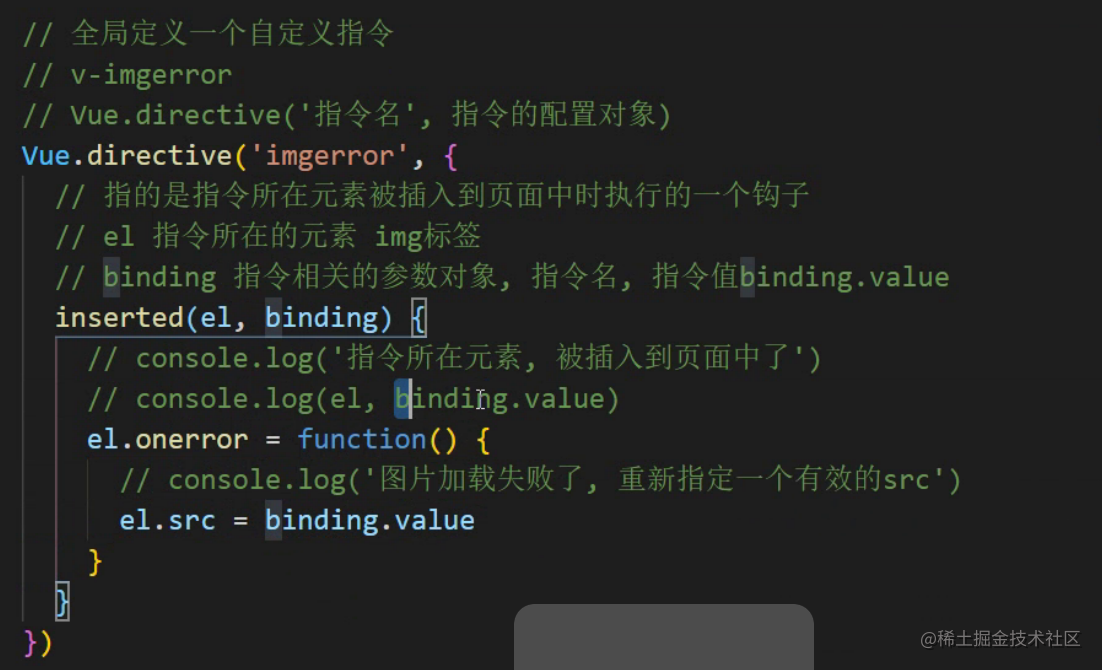 // 全局定义一个自定义指令
// v-imgerror
// Vue.directive('指令名', 指令的配置对象)
Vue.directive('imgerror', {
// 指的是指令所在元素被插入到页面中时执行的一个钩子
// el 指令所在的元素 img标签
// binding 指令相关的参数对象, 指令名, 指令值binding.value
inserted(el, binding) {
// console.log('指令所在元素, 被插入到页面中了')
// console.log(el, binding.value)
el.onerror = function() {
// console.log('图片加载失败了, 重新指定一个有效的src')
el.src = binding.value
}
}
})
@稀土掘金技术社区